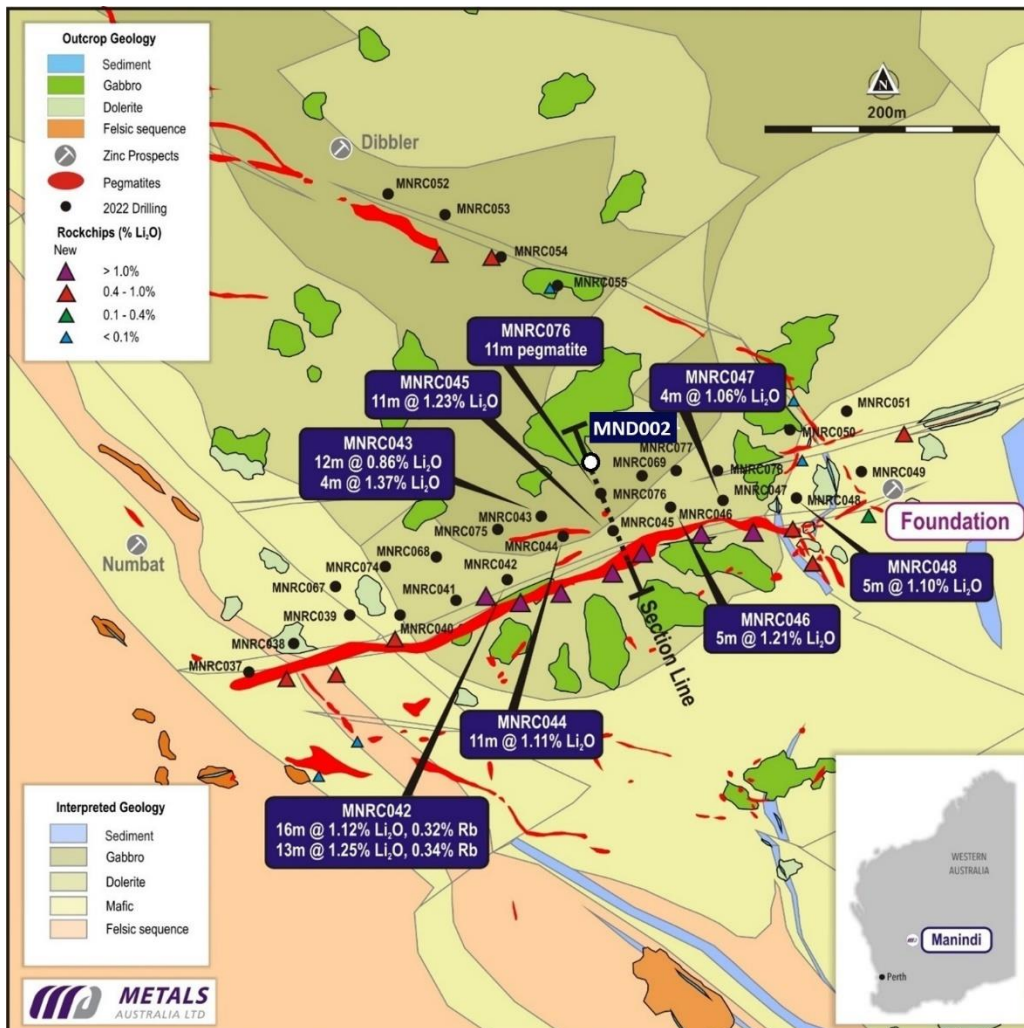 Outcrop Geology
Sediment
Gabbro
Dolerite
Felsic sequence
Zinc Prospects
Pegmatites
2022 Drilling
Rockchips (% Li₂O)
New
> 1.0%
0.4 - 1.0%
0.1 - 0.4%
< 0.1%
N
200m
Dibbler
MNRC052
MNRC053
MNRC054
MNRC055
MNRC076
11m pegmatite
MNRC045
11m @ 1.23% Li₂O
MNRC047
4m @ 1.06% Li₂O
MNRC043
12m @ 0.86% Li₂O
4m @ 1.37% Li₂O
MND002
MNRC051
MNRC050
MNRC077
MNRC069
MNRC078
MNRC049
MNRC076
MNRC047
MNRC048
MNRC046
MNRC043
MNRC075
MNRC045
MNRC044
Foundation
Numbat
MNRC068
MNRC074
MNRC042
MNRC067
MNRC041
MNRC039
MNRC040
MNRC038
MNRC037
MNRC048
5m @ 1.10% Li₂O
MNRC046
5m @ 1.21% Li₂O
Section Line
MNRC044
11m @ 1.11% Li₂O
MNRC042
16m @ 1.12% Li₂O, 0.32% Rb
13m @ 1.25% Li₂O, 0.34% Rb
Interpreted Geology
Sediment
Gabbro
Dolerite
Mafic
Felsic sequence
WESTERN
AUSTRALIA
Manindi
Perth
METALS
AUSTRALIA LTD